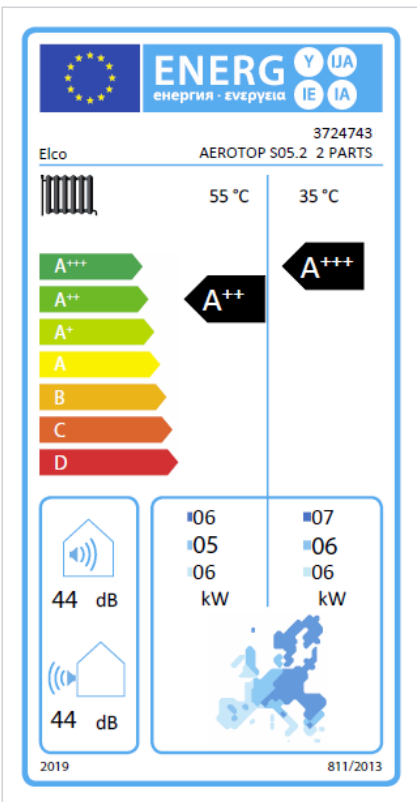 ENERG Y IJA
енергия · ενεργεια IE IA
3724743
Elco AEROTOP S05.2 2 PARTS
55 °C 35 °C
A+++ A+++
A++ A++
A+
A
B
C
D
06 07
05 06
06 06
kW kW
44 dB
44 dB
2019 811/2013